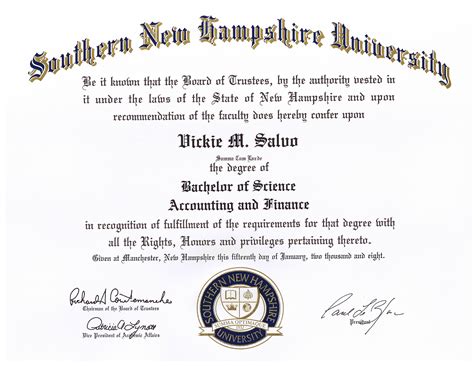 Southern New Hampshire University
Be it known that the Board of Trustees, by the authority vested in
it under the laws of the State of New Hampshire and upon
recommendation of the faculty does hereby confer upon
Vickie M. Salvo
Summa Cum Laude
the degree of
Bachelor of Science
Accounting and Finance
in recognition of fulfillment of the requirements for that degree with
all the Rights, Honors and privileges pertaining thereto.
Given at Manchester, New Hampshire this fifteenth day of January, two thousand and eight.
Chairman of the Board of Trustees
Vice President of Academic Affairs
SOUTHERN NEW HAMPSHIRE
UNIVERSITY
President